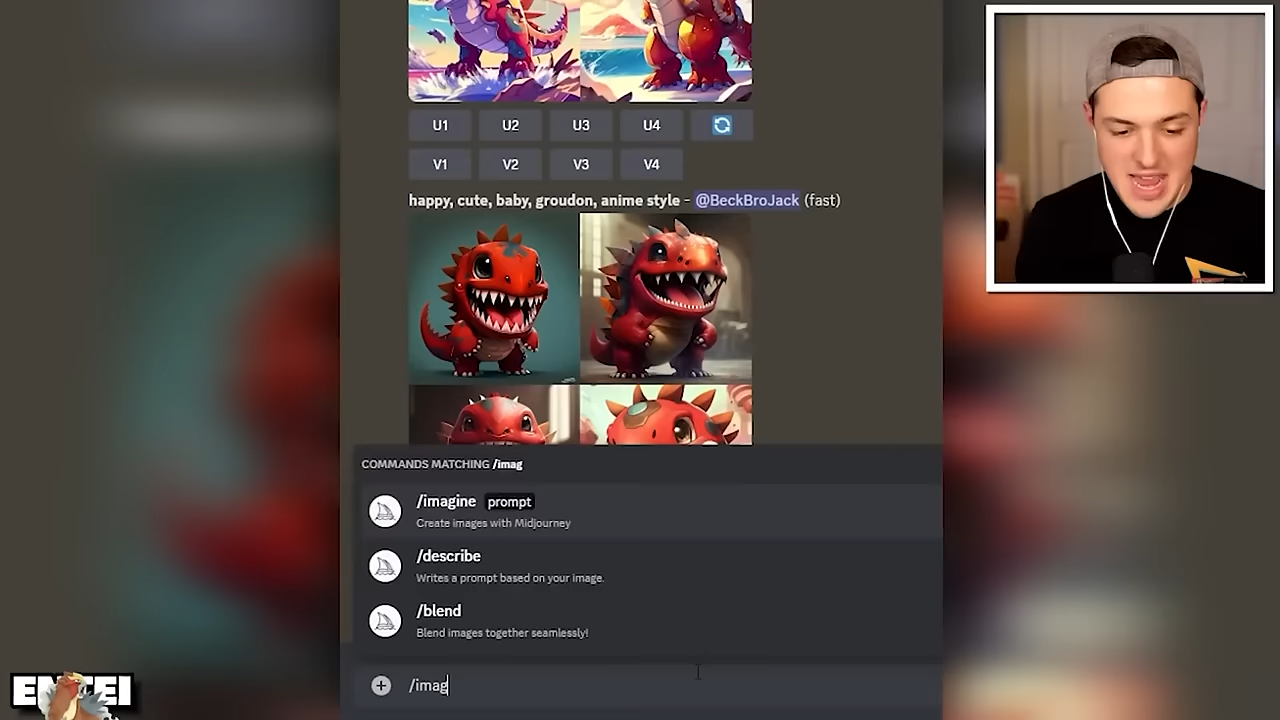 U1 U2 U3 U4
V1 V2 V3 V4
happy, cute, baby, groudon, anime style - @BeckBroJack (fast)
COMMANDS MATCHING /imag
/imagine prompt
Create images with Midjourney
/describe
Writes a prompt based on your image.
/blend
Blend images together seamlessly!
/imag